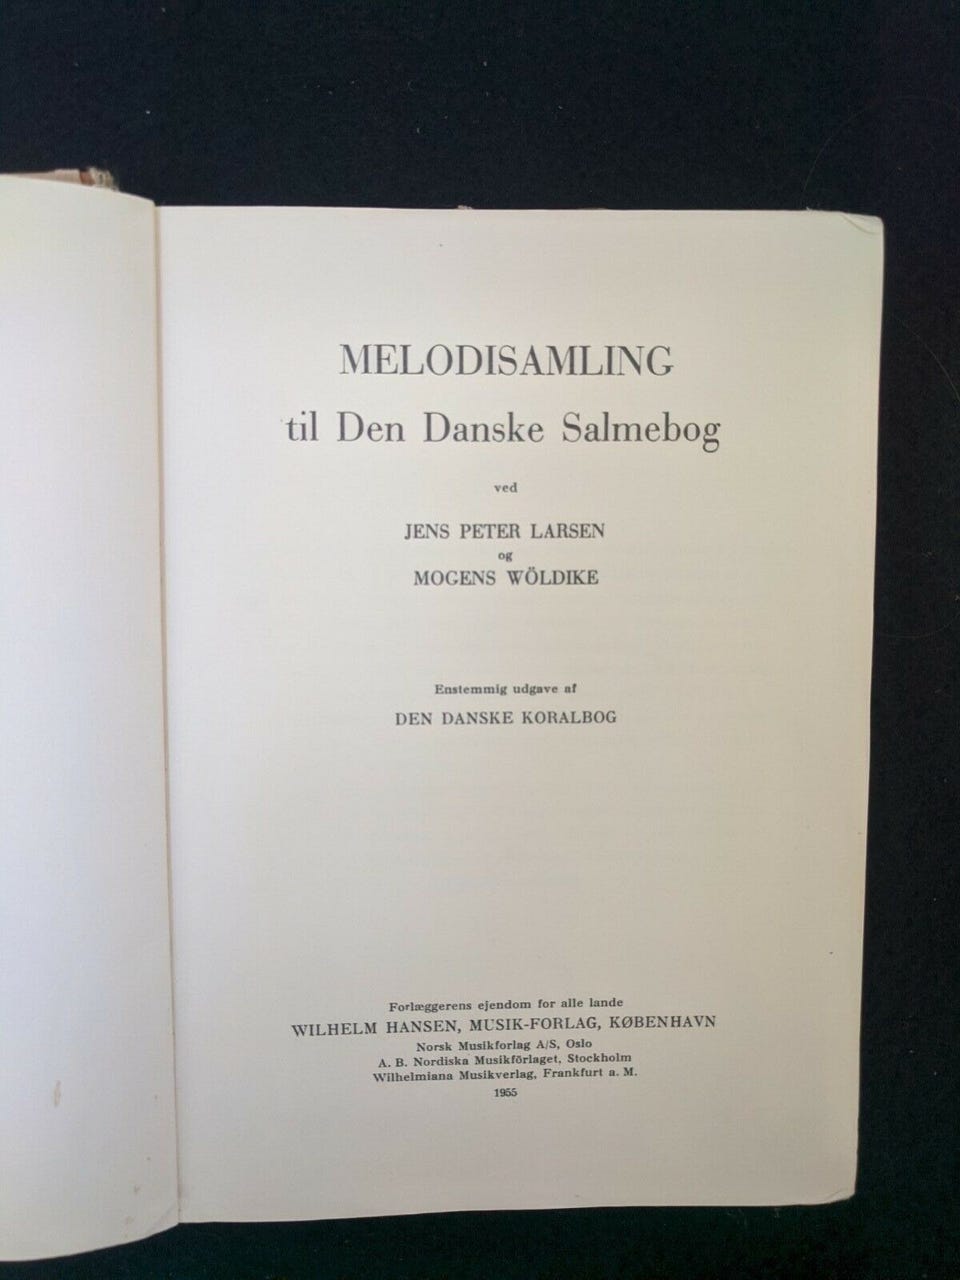 MELODISAMLING
til Den Danske Salmebog
ved
JENS PETER LARSEN
og
MOGENS WÖLDIKE
Enstemmig udgave af
DEN DANSKE KORALBOG
Forlæggerens ejendom for alle lande
WILHELM HANSEN, MUSIK-FORLAG, KØBENHAVN
Norsk Musikforlag A/S, Oslo
A. B. Nordiska Musikförlaget, Stockholm
Wilhelmiana Musikverlag, Frankfurt a. M.
1955